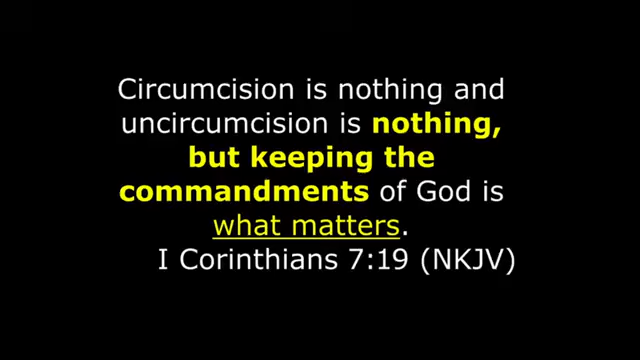 Circumcision is nothing and
uncircumcision is nothing,
but keeping the
commandments of God is
what matters.
I Corinthians 7:19 (NKJV)